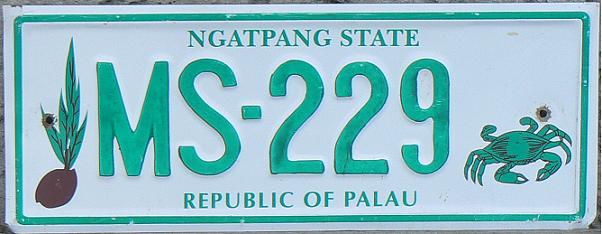 NGATPANG STATE
MS-229
REPUBLIC OF PALAU